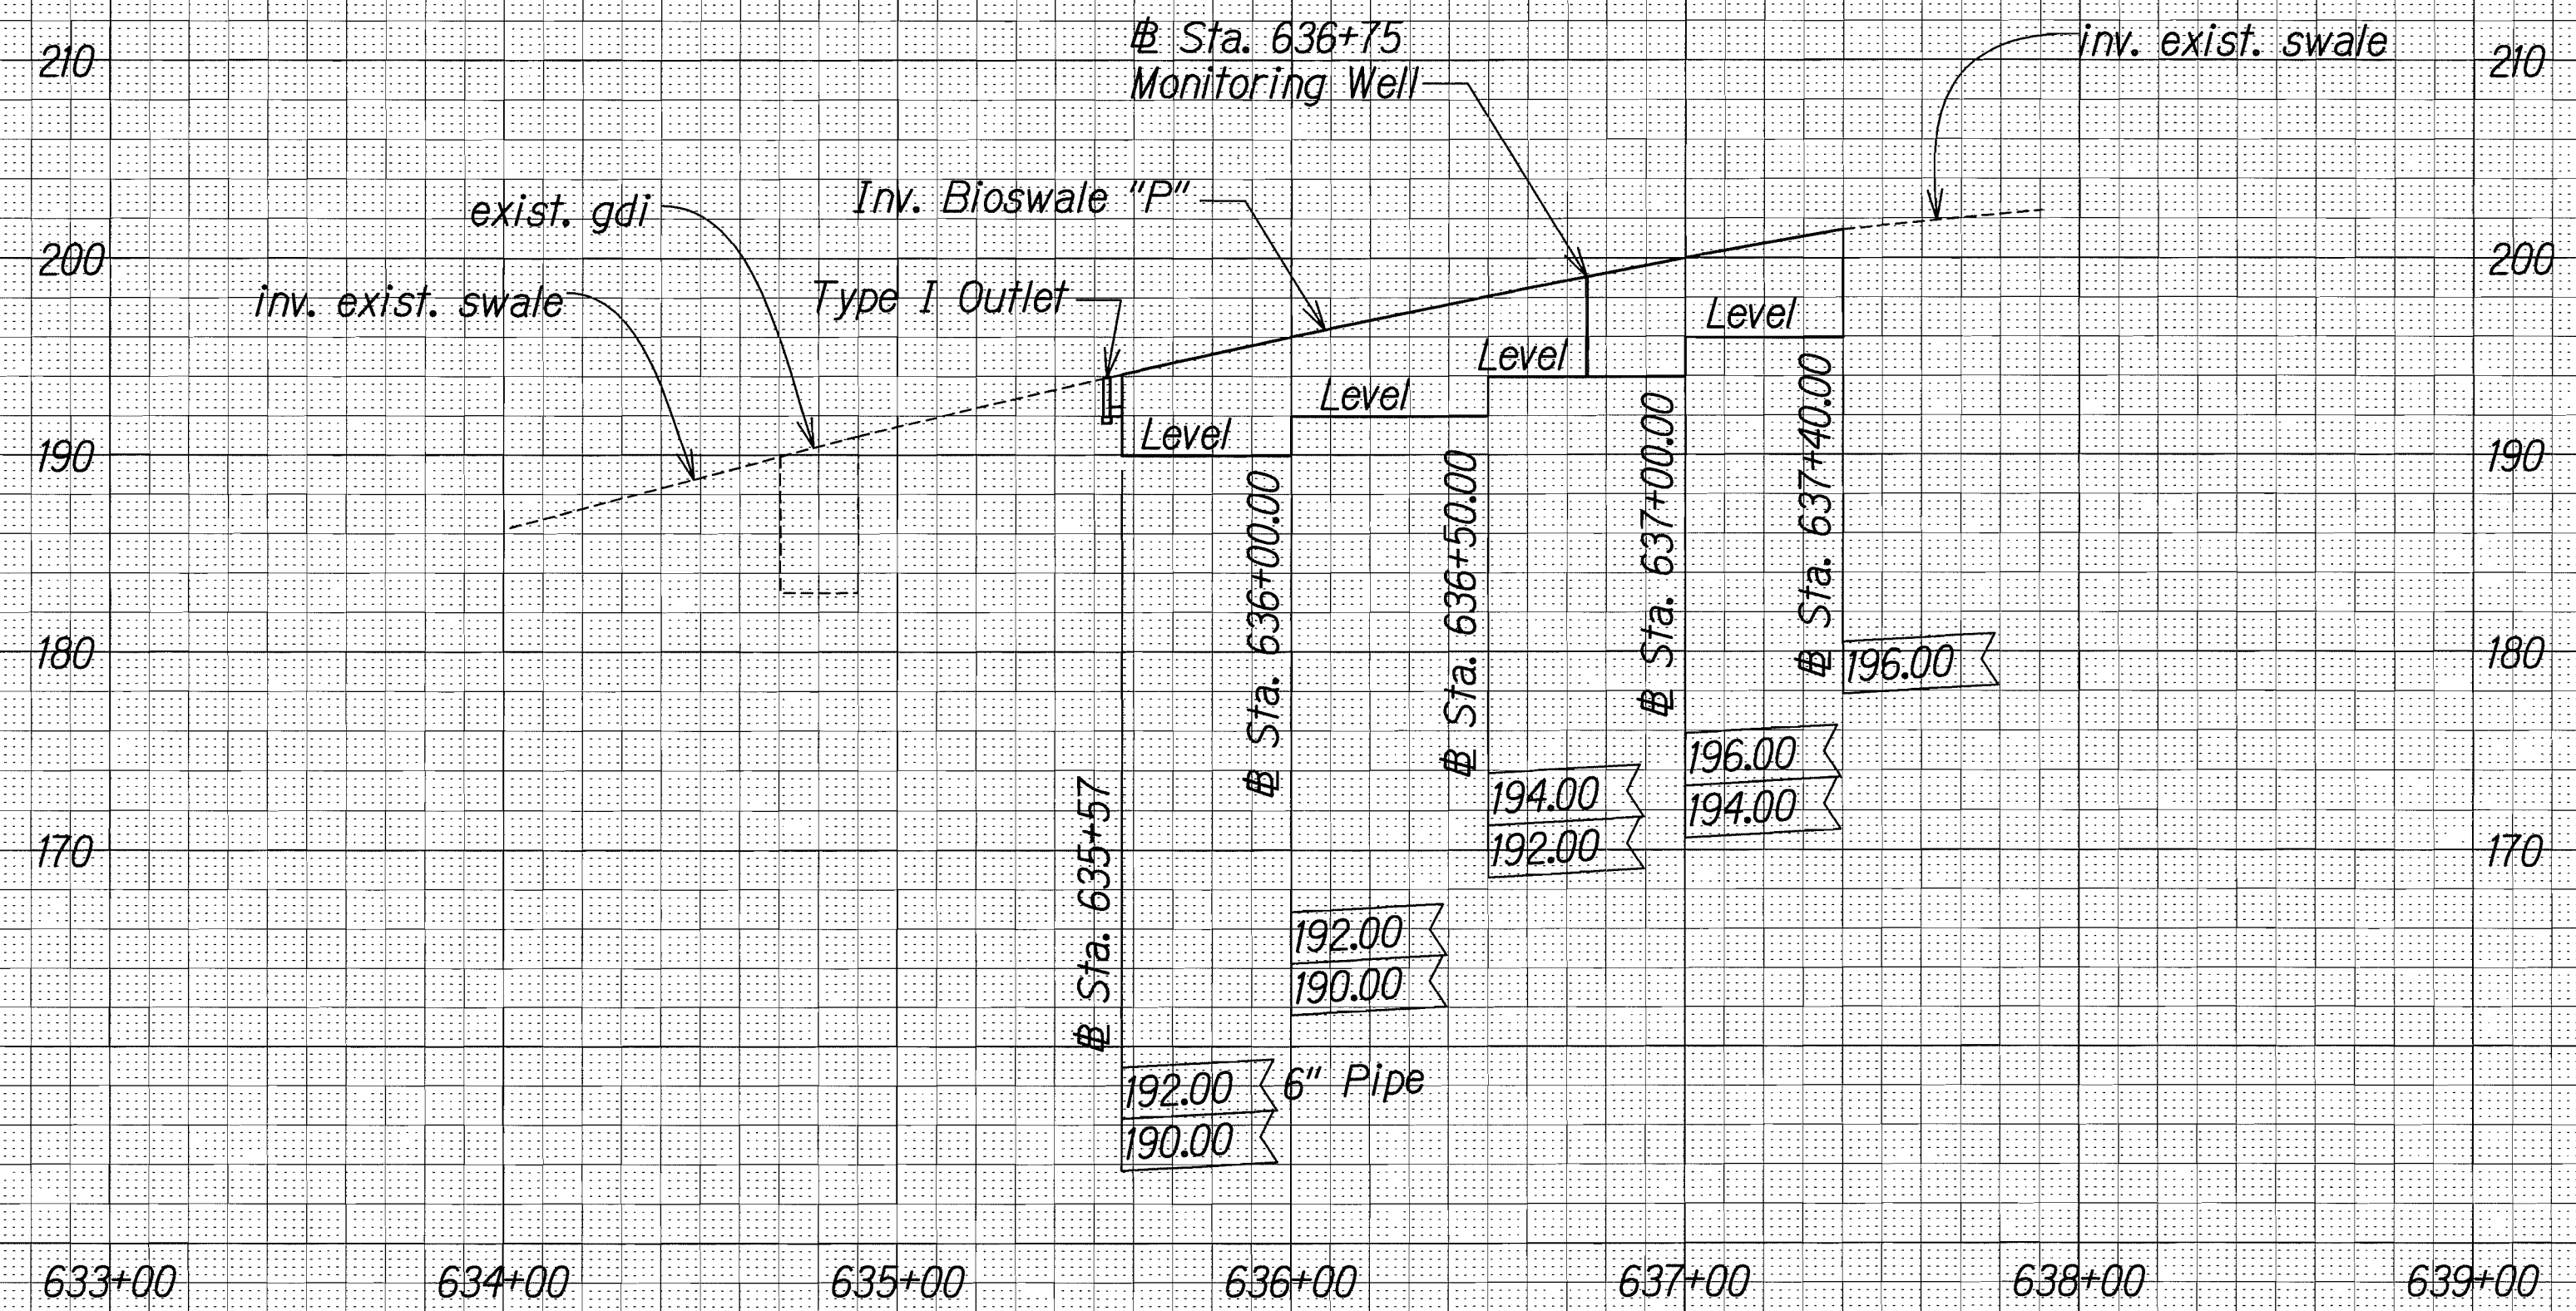 ℄ Sta. 636+75
Monitoring Well
inv. exist. swale
210
210
exist. gdi
Inv. Bioswale "P"
200
200
inv. exist. swale
Type I Outlet
Level
Level
Level
Level
190
190
180
180
170
170
Sta. 635+57
192.00
6" Pipe
190.00
Sta. 636+00.00
192.00
190.00
Sta. 636+50.00
194.00
192.00
Sta. 637+00.00
196.00
194.00
Sta. 637+40.00
196.00
633+00
634+00
635+00
636+00
637+00
638+00
639+00